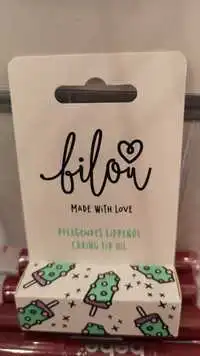 bilou
MADE WITH LOVE
PFLEGENDES LIPPENÖL
CARING LIP OIL